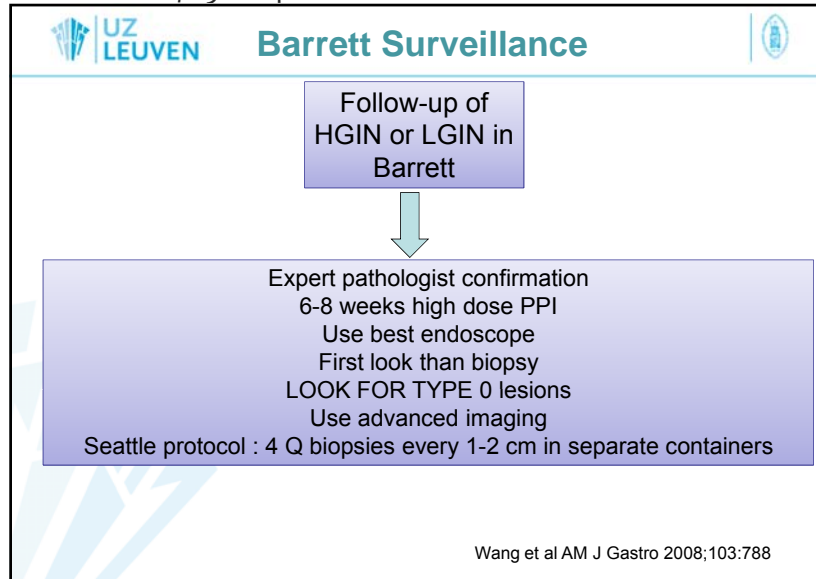 UZ
LEUVEN
Barrett Surveillance
Follow-up of
HGIN or LGIN in
Barrett
Expert pathologist confirmation
6-8 weeks high dose PPI
Use best endoscope
First look than biopsy
LOOK FOR TYPE 0 lesions
Use advanced imaging
Seattle protocol : 4 Q biopsies every 1-2 cm in separate containers
Wang et al AM J Gastro 2008;103:788